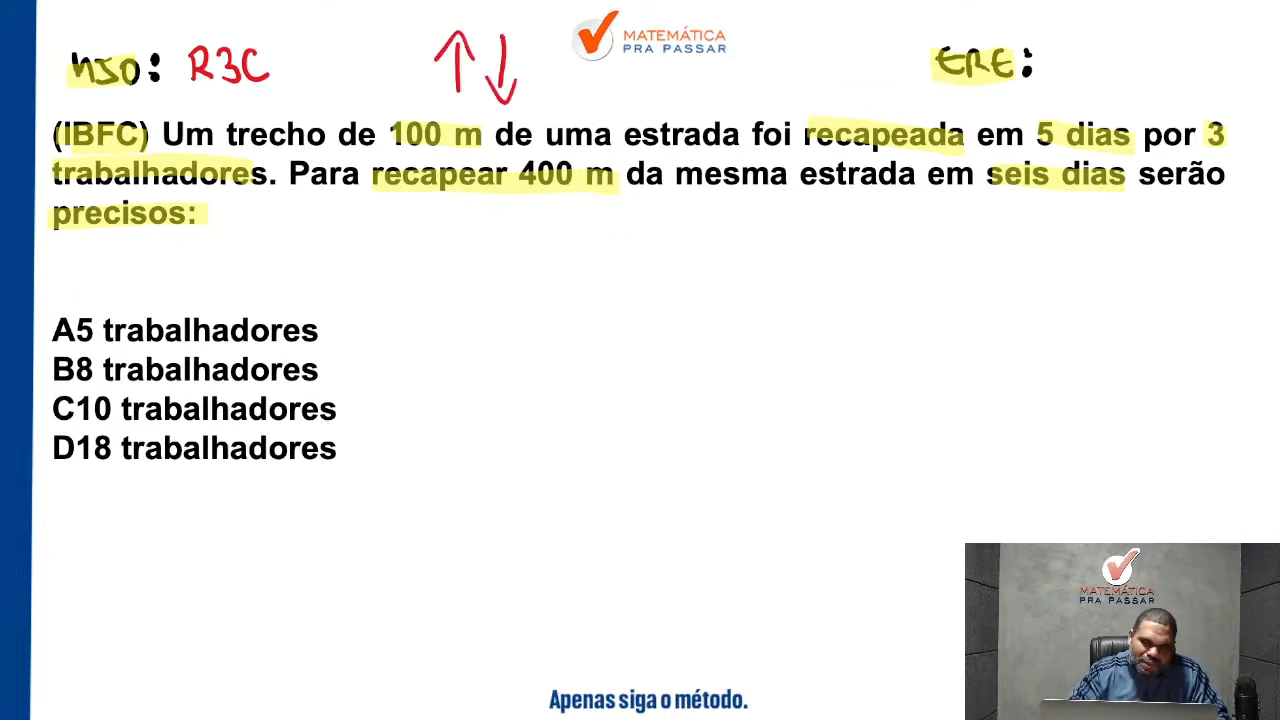 MATEMÁTICA
PRA PASSAR
NJO: R3C
ERE:
(IBFC) Um trecho de 100 m de uma estrada foi recapeada em 5 dias por 3
trabalhadores. Para recapear 400 m da mesma estrada em seis dias serão
precisos:
A5 trabalhadores
B8 trabalhadores
C10 trabalhadores
D18 trabalhadores
MATEMÁTICA
PRA PASSAR
Apenas siga o método.